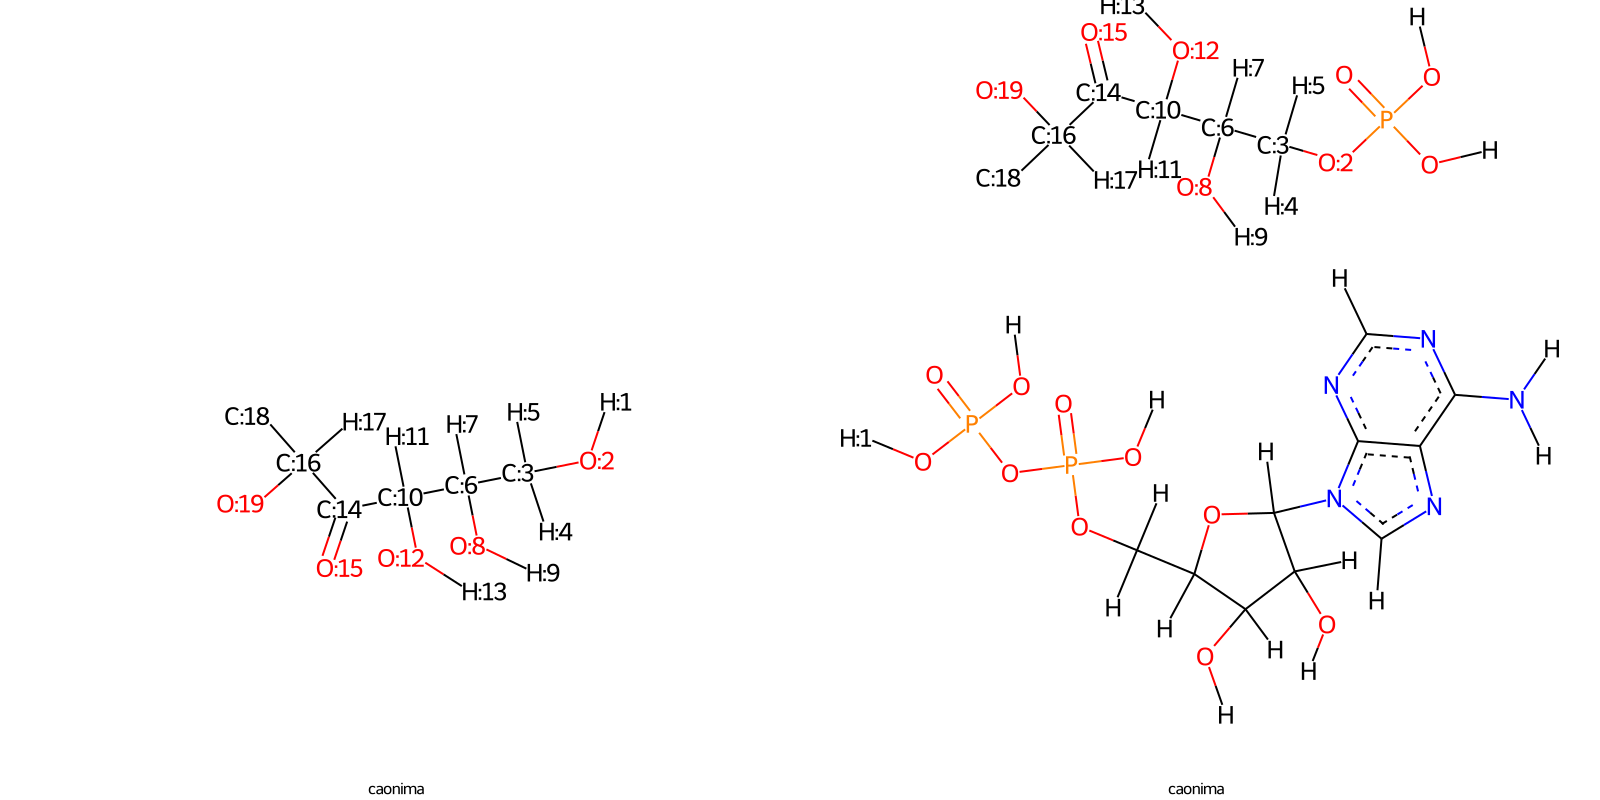 H:13
O:15 O:12 H
O:19 C:14 H:7 H:5 O O
C:16 C:10 C:6 C:3 P
C:18 H:17 H:11 O:8 O:2 O H
H:4
H:9
H
H O N H
O O H N N
H:1 O P O P O H H
C:18 H:17 H:11 H:7 H:5 H:1
C:16 C:10 C:6 C:3 O:2
O:19 C:14 O:8 H:4
O:15 O:12 H:9
H:13
O H O H N N
H H H
H O H O
H H
H
caonima caonima